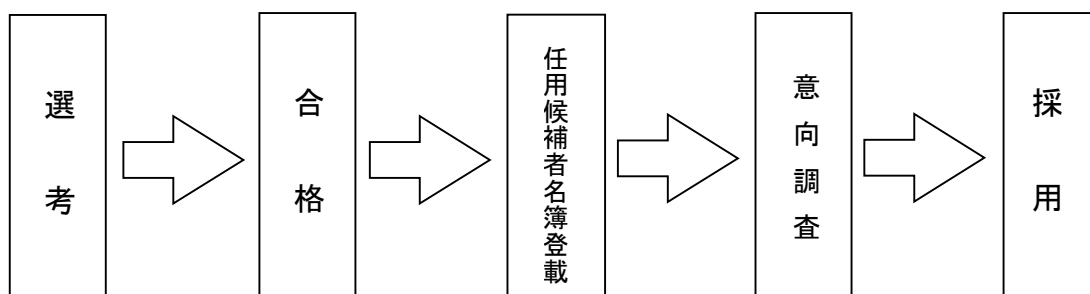 選考
合格
任用候補者名簿登載
意向調査
採用